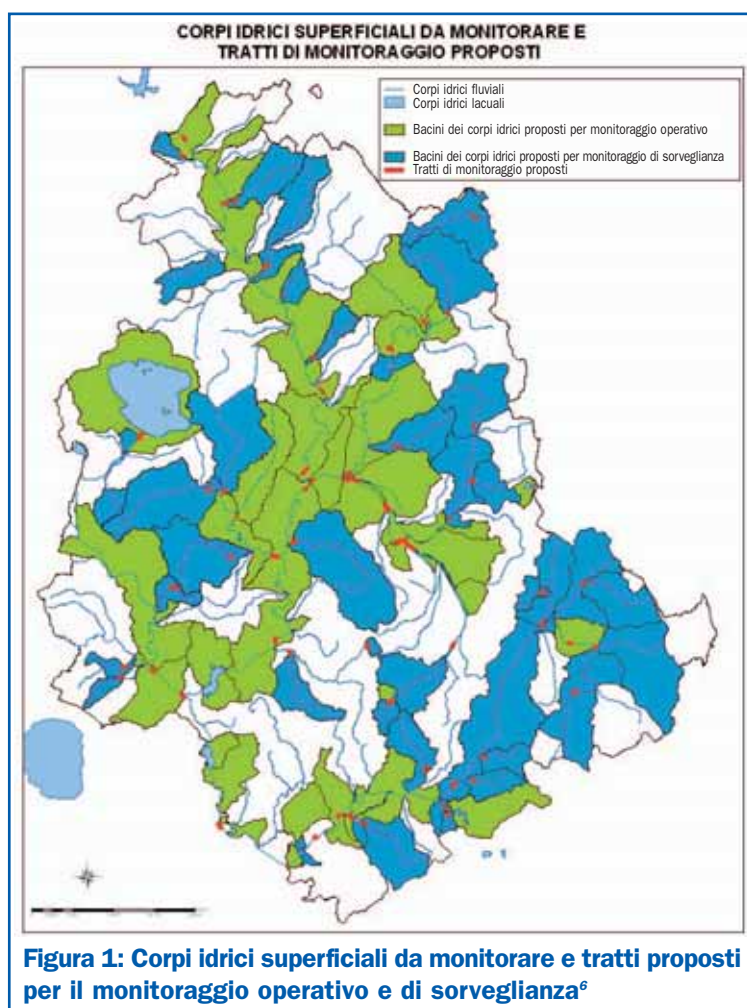 CORPI IDRICI SUPERFICIALI DA MONITORARE E
TRATTI DI MONITORAGGIO PROPOSTI
Corpi idrici fluviali
Corpi idrici lacuali
Bacini dei corpi idrici proposti per monitoraggio operativo
Bacini dei corpi idrici proposti per monitoraggio di sorveglianza
Tratti di monitoraggio proposti
Figura 1: Corpi idrici superficiali da monitorare e tratti proposti
per il monitoraggio operativo e di sorveglianza⁶